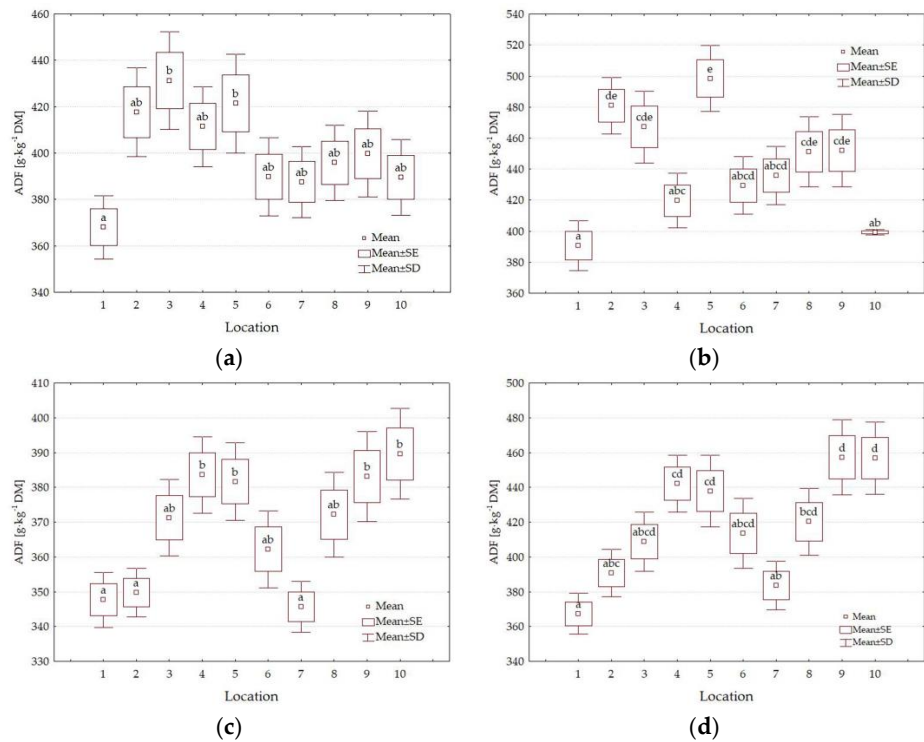 460
440
420
400
380
360
340
ADF [g·kg⁻¹ DM]
a
ab
b
ab
b
ab
ab
ab
ab
ab
Mean
Mean±SE
Mean±SD
1 2 3 4 5 6 7 8 9 10
Location
(a)
540
520
500
480
460
440
420
400
380
360
ADF [g·kg⁻¹ DM]
a
de
cde
abc
e
abcd
abcd
cde
cde
ab
Mean
Mean±SE
Mean±SD
1 2 3 4 5 6 7 8 9 10
Location
(b)
410
400
390
380
370
360
350
340
330
ADF [g·kg⁻¹ DM]
a
a
ab
b
b
ab
a
ab
b
b
Mean
Mean±SE
Mean±SD
1 2 3 4 5 6 7 8 9 10
Location
(c)
500
480
460
440
420
400
380
360
340
ADF [g·kg⁻¹ DM]
a
abc
abcd
cd
cd
abcd
ab
bcd
d
d
Mean
Mean±SE
Mean±SD
1 2 3 4 5 6 7 8 9 10
Location
(d)